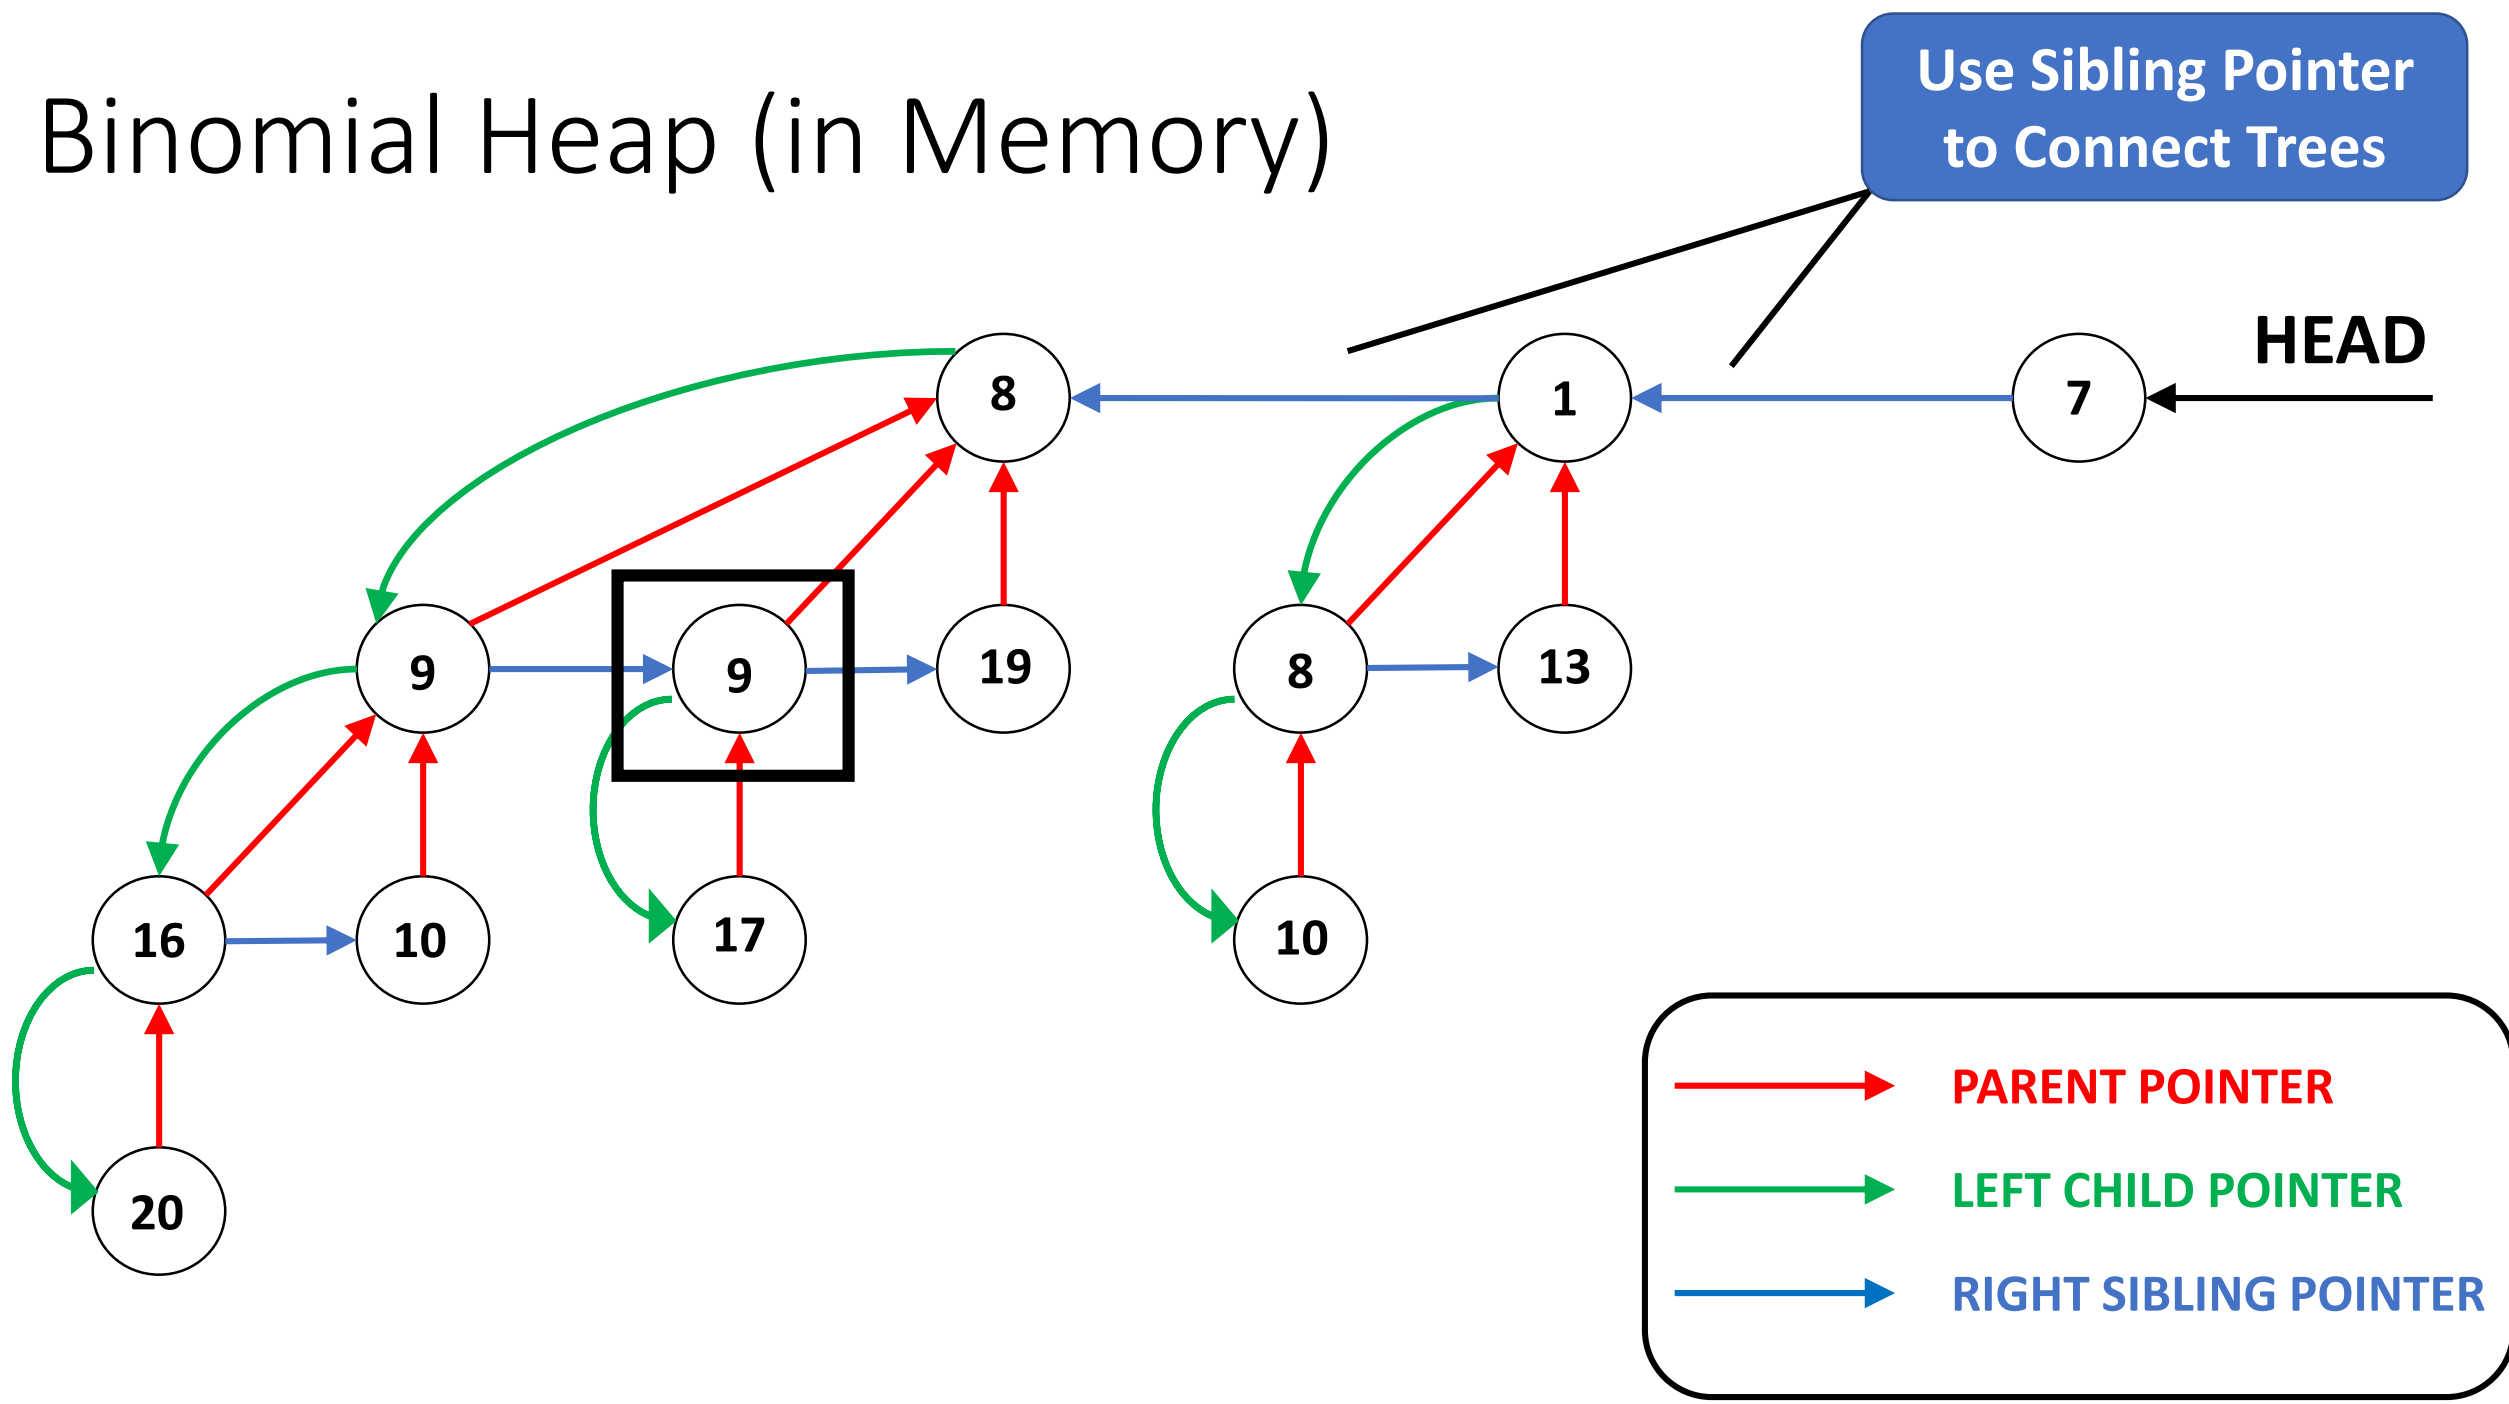 Binomial Heap (in Memory)
Use Sibling Pointer
to Connect Trees
HEAD
8
1
7
9
9
19
8
13
16
10
17
10
20
PARENT POINTER
LEFT CHILD POINTER
RIGHT SIBLING POINTER